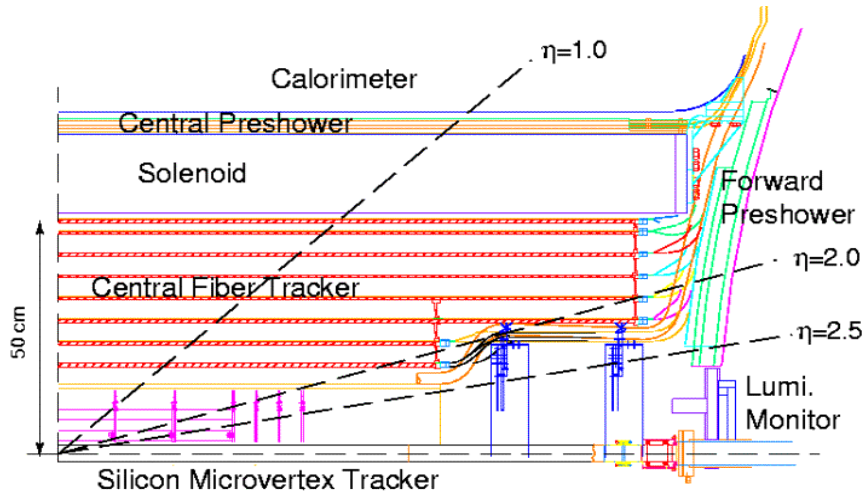 η=1.0
Calorimeter
Central Preshower
Solenoid
Forward
Preshower
η=2.0
Central Fiber Tracker
50 cm
η=2.5
Lumi.
Monitor
Silicon Microvertex Tracker